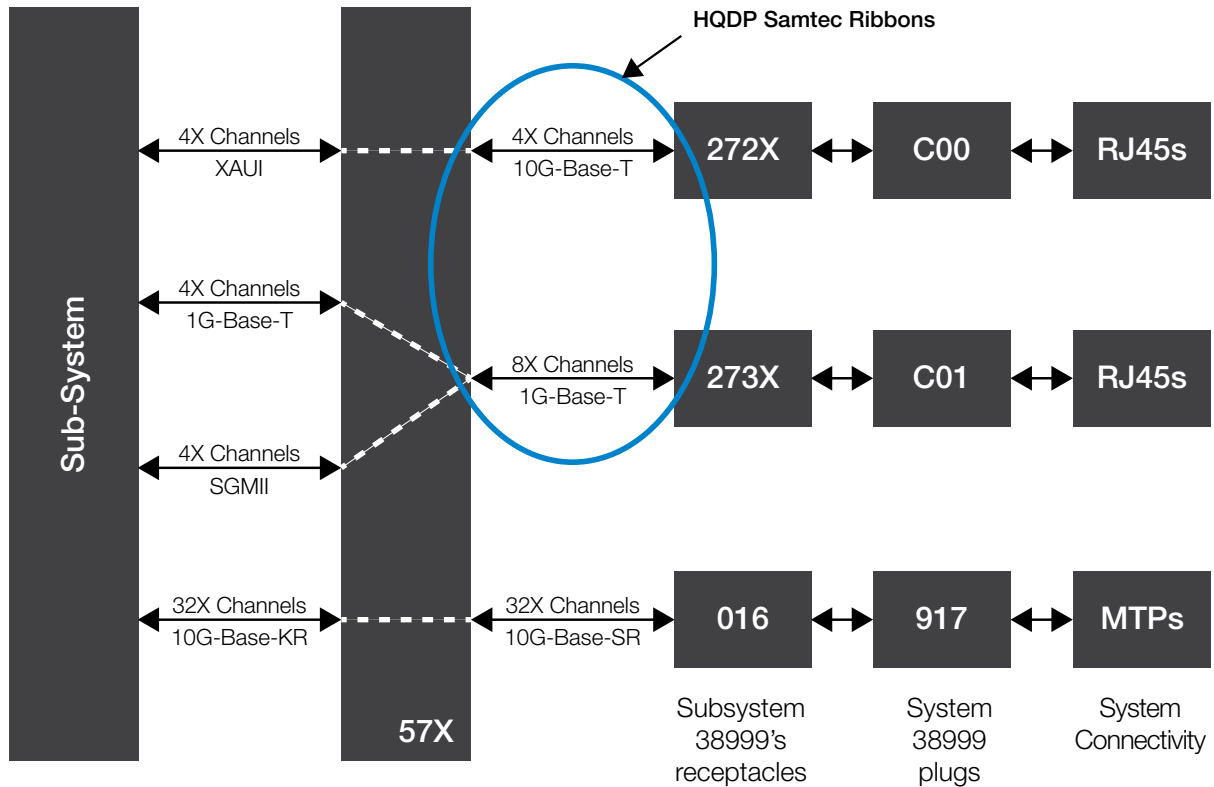 HQDP Samtec Ribbons
4X Channels
XAUI
4X Channels
10G-Base-T
272X
C00
RJ45s
Sub-System
4X Channels
1G-Base-T
8X Channels
1G-Base-T
273X
C01
RJ45s
4X Channels
SGMII
32X Channels
10G-Base-KR
32X Channels
10G-Base-SR
016
917
MTPs
57X
Subsystem
38999's
receptacles
System
38999
plugs
System
Connectivity